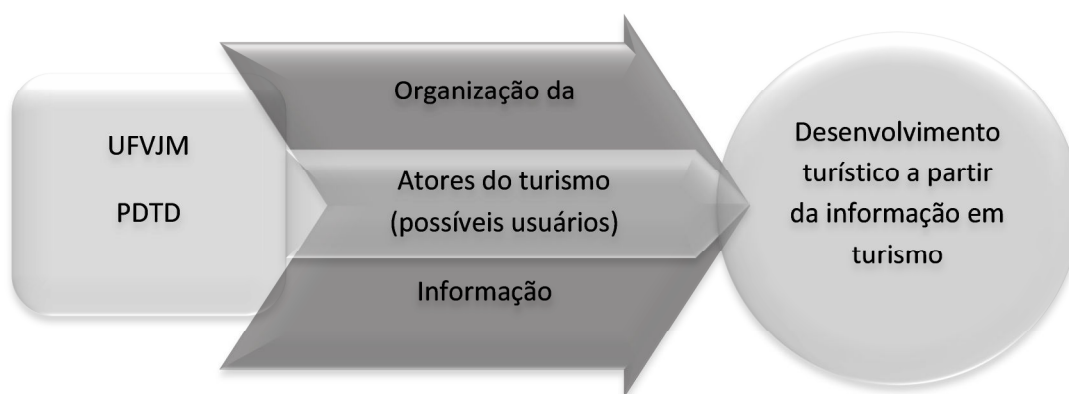 UFVJM
PDTD
Organização da
Atores do turismo
(possíveis usuários)
Informação
Desenvolvimento
turístico a partir
da informação em
turismo